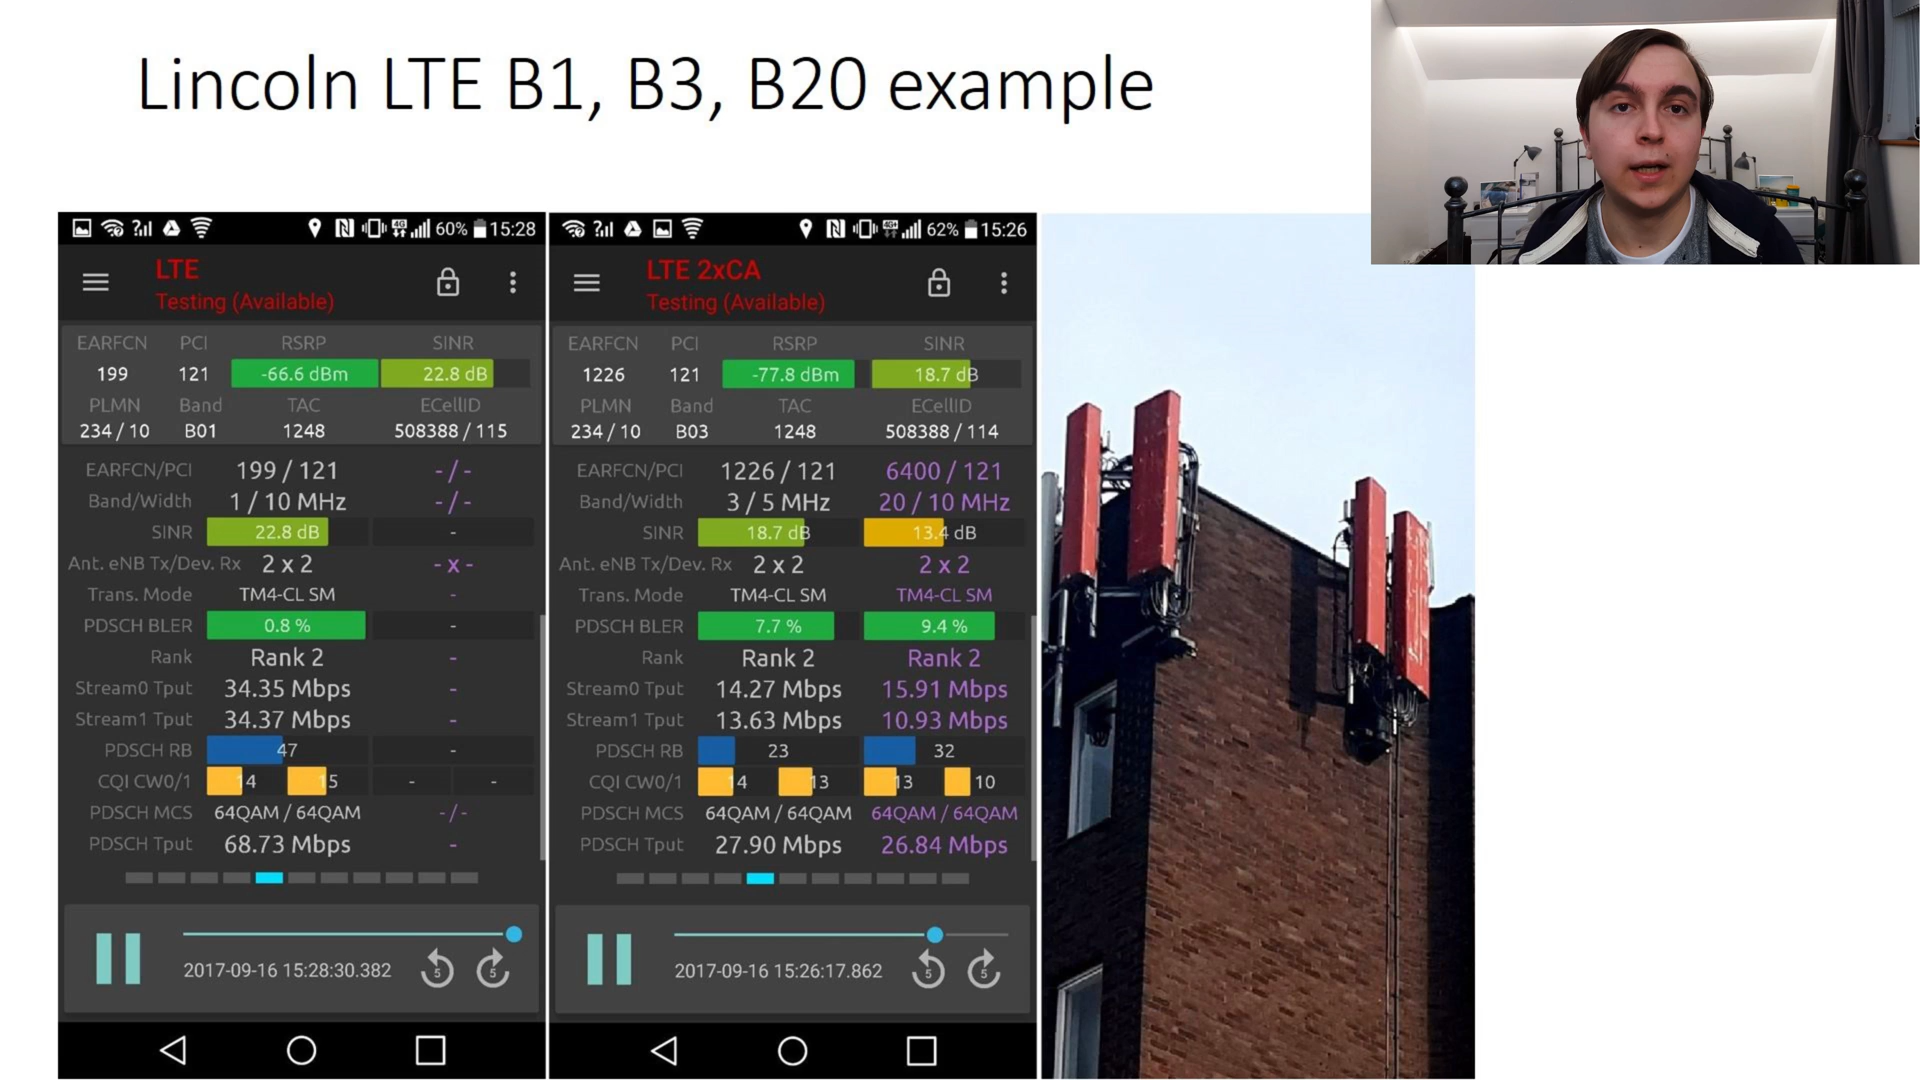 Lincoln LTE B1, B3, B20 example
60% 15:28
LTE
Testing (Available)
EARFCN PCI RSRP SINR
199 121 -66.6 dBm 22.8 dB
PLMN Band TAC ECellID
234 / 10 B01 1248 508388 / 115
EARFCN/PCI 199 / 121 - / -
Band/Width 1 / 10 MHz - / -
SINR 22.8 dB -
Ant. eNB Tx/Dev. Rx 2 x 2 - x -
Trans. Mode TM4-CL SM -
PDSCH BLER 0.8 % -
Rank Rank 2 -
Stream0 Tput 34.35 Mbps -
Stream1 Tput 34.37 Mbps -
PDSCH RB 47 -
CQI CW0/1 14 15 - -
PDSCH MCS 64QAM / 64QAM - / -
PDSCH Tput 68.73 Mbps -
2017-09-16 15:28:30.382 5 5
62% 15:26
LTE 2xCA
Testing (Available)
EARFCN PCI RSRP SINR
1226 121 -77.8 dBm 18.7 dB
PLMN Band TAC ECellID
234 / 10 B03 1248 508388 / 114
EARFCN/PCI 1226 / 121 6400 / 121
Band/Width 3 / 5 MHz 20 / 10 MHz
SINR 18.7 dB 13.4 dB
Ant. eNB Tx/Dev. Rx 2 x 2 2 x 2
Trans. Mode TM4-CL SM TM4-CL SM
PDSCH BLER 7.7 % 9.4 %
Rank Rank 2 Rank 2
Stream0 Tput 14.27 Mbps 15.91 Mbps
Stream1 Tput 13.63 Mbps 10.93 Mbps
PDSCH RB 23 32
CQI CW0/1 14 13 13 10
PDSCH MCS 64QAM / 64QAM 64QAM / 64QAM
PDSCH Tput 27.90 Mbps 26.84 Mbps
2017-09-16 15:26:17.862 5 5